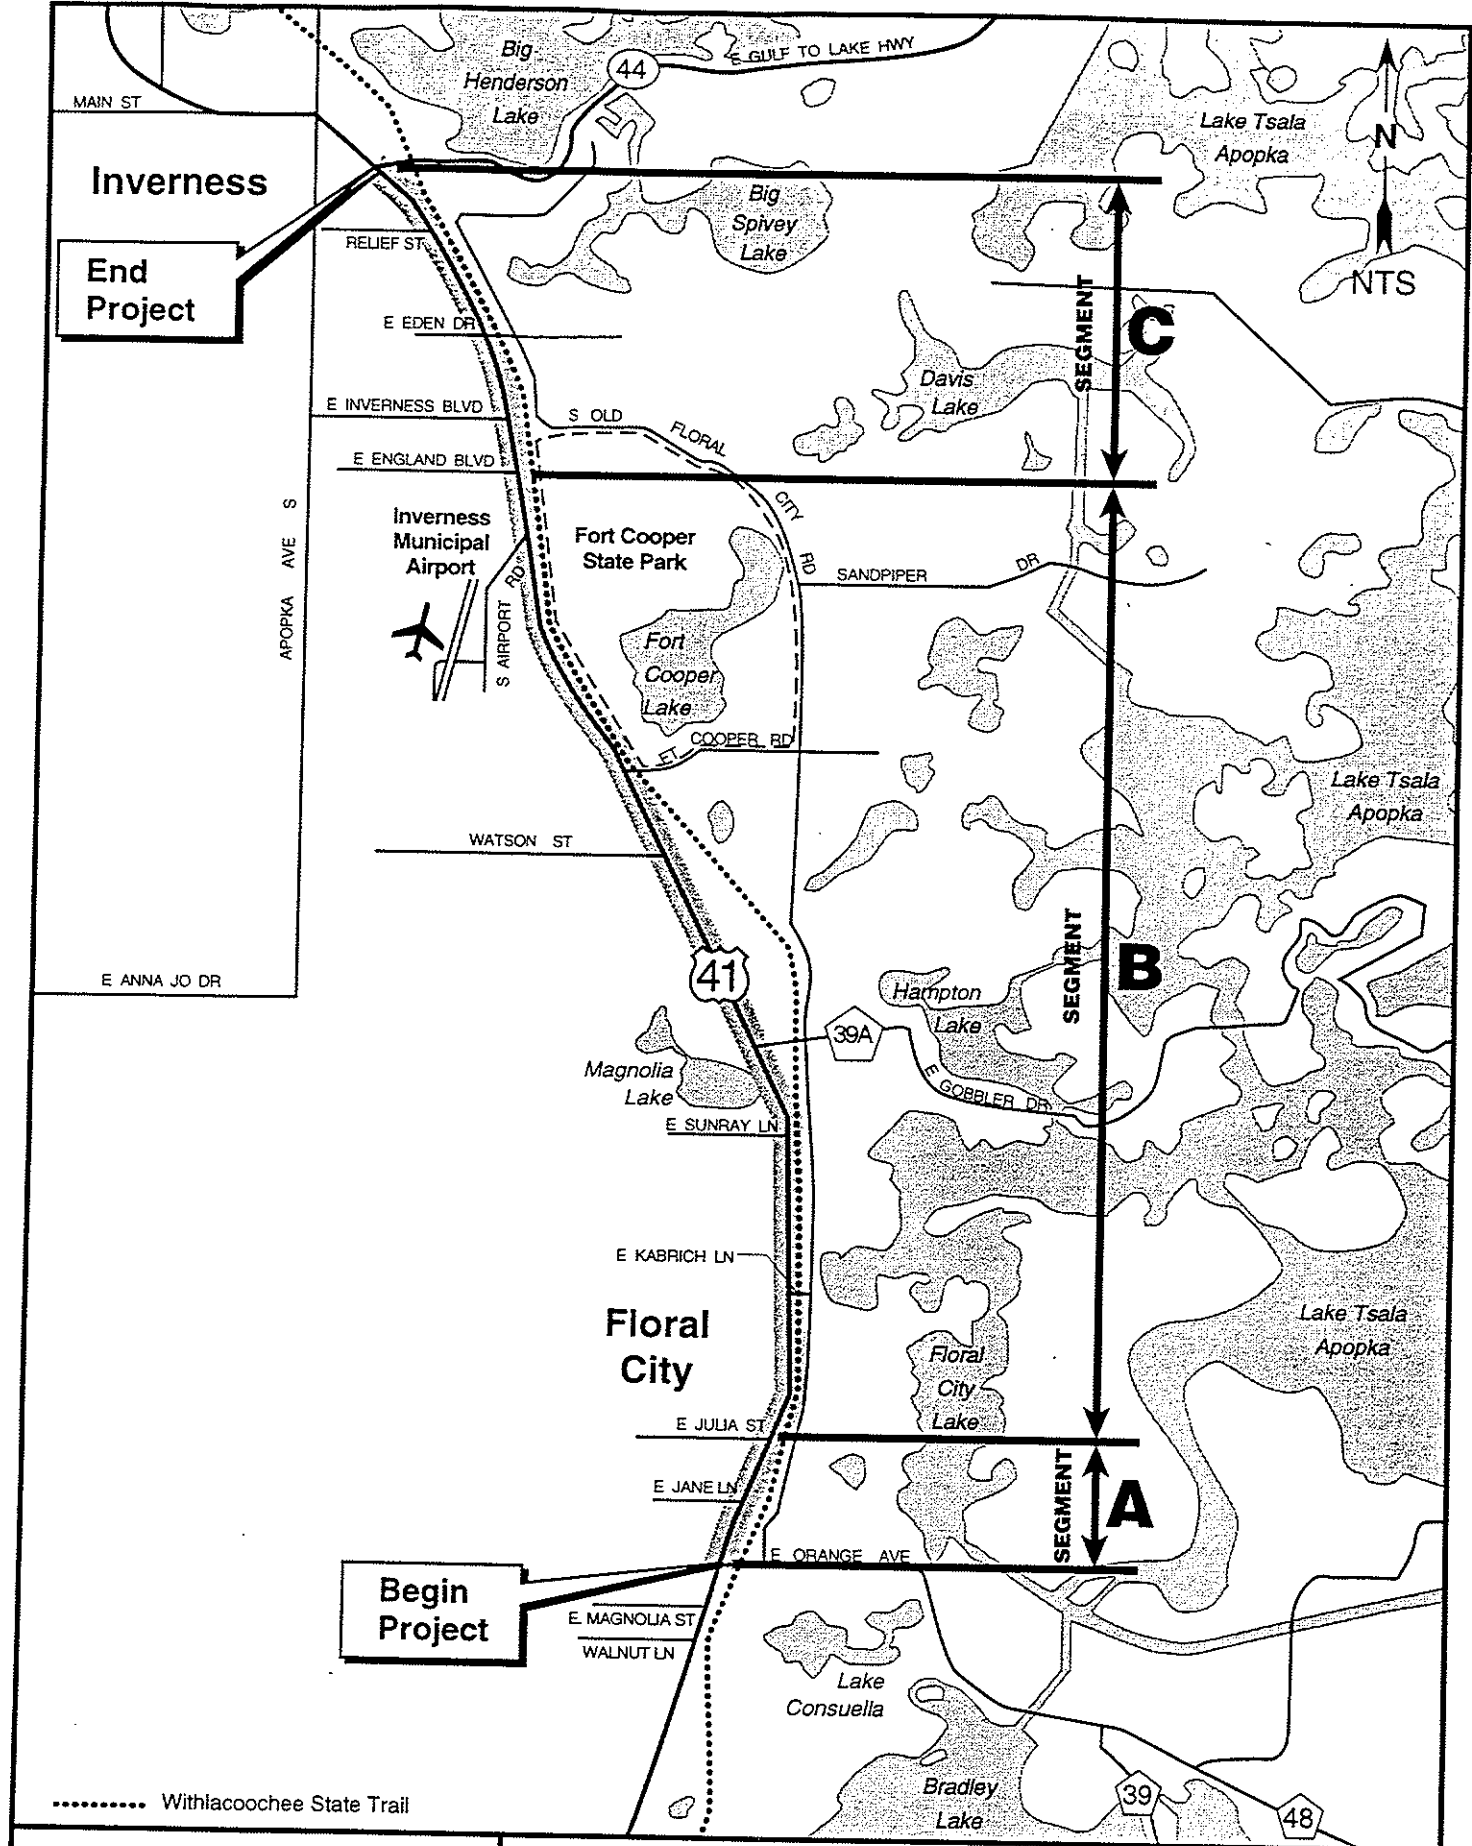 Big
Henderson
Lake
44
E GULF TO LAKE HWY
MAIN ST
Lake Tsala
Apopka
N
NTS
Inverness
Big
Spivey
Lake
RELIEF ST
End
Project
SEGMENT
C
E EDEN DR
Davis
Lake
E INVERNESS BLVD
S OLD
FLORAL
CITY
RD
E ENGLAND BLVD
APOPKA AVE S
Inverness
Municipal
Airport
Fort Cooper
State Park
S AIRPORT
RD
SANDPIPER
DR
Fort
Cooper
Lake
FT
COOPER RD
Lake Tsala
Apopka
WATSON ST
41
E ANNA JO DR
SEGMENT
B
Hampton
Lake
39A
Magnolia
Lake
E
GOBBLER DR
E SUNRAY LN
E KABRICH LN
Floral
City
Lake Tsala
Apopka
Floral
City
Lake
E JULIA ST
E JANE LN
SEGMENT
A
E ORANGE AVE
Begin
Project
E MAGNOLIA ST
WALNUT LN
Lake
Consuella
Bradley
Lake
39
48
Withlacoochee State Trail